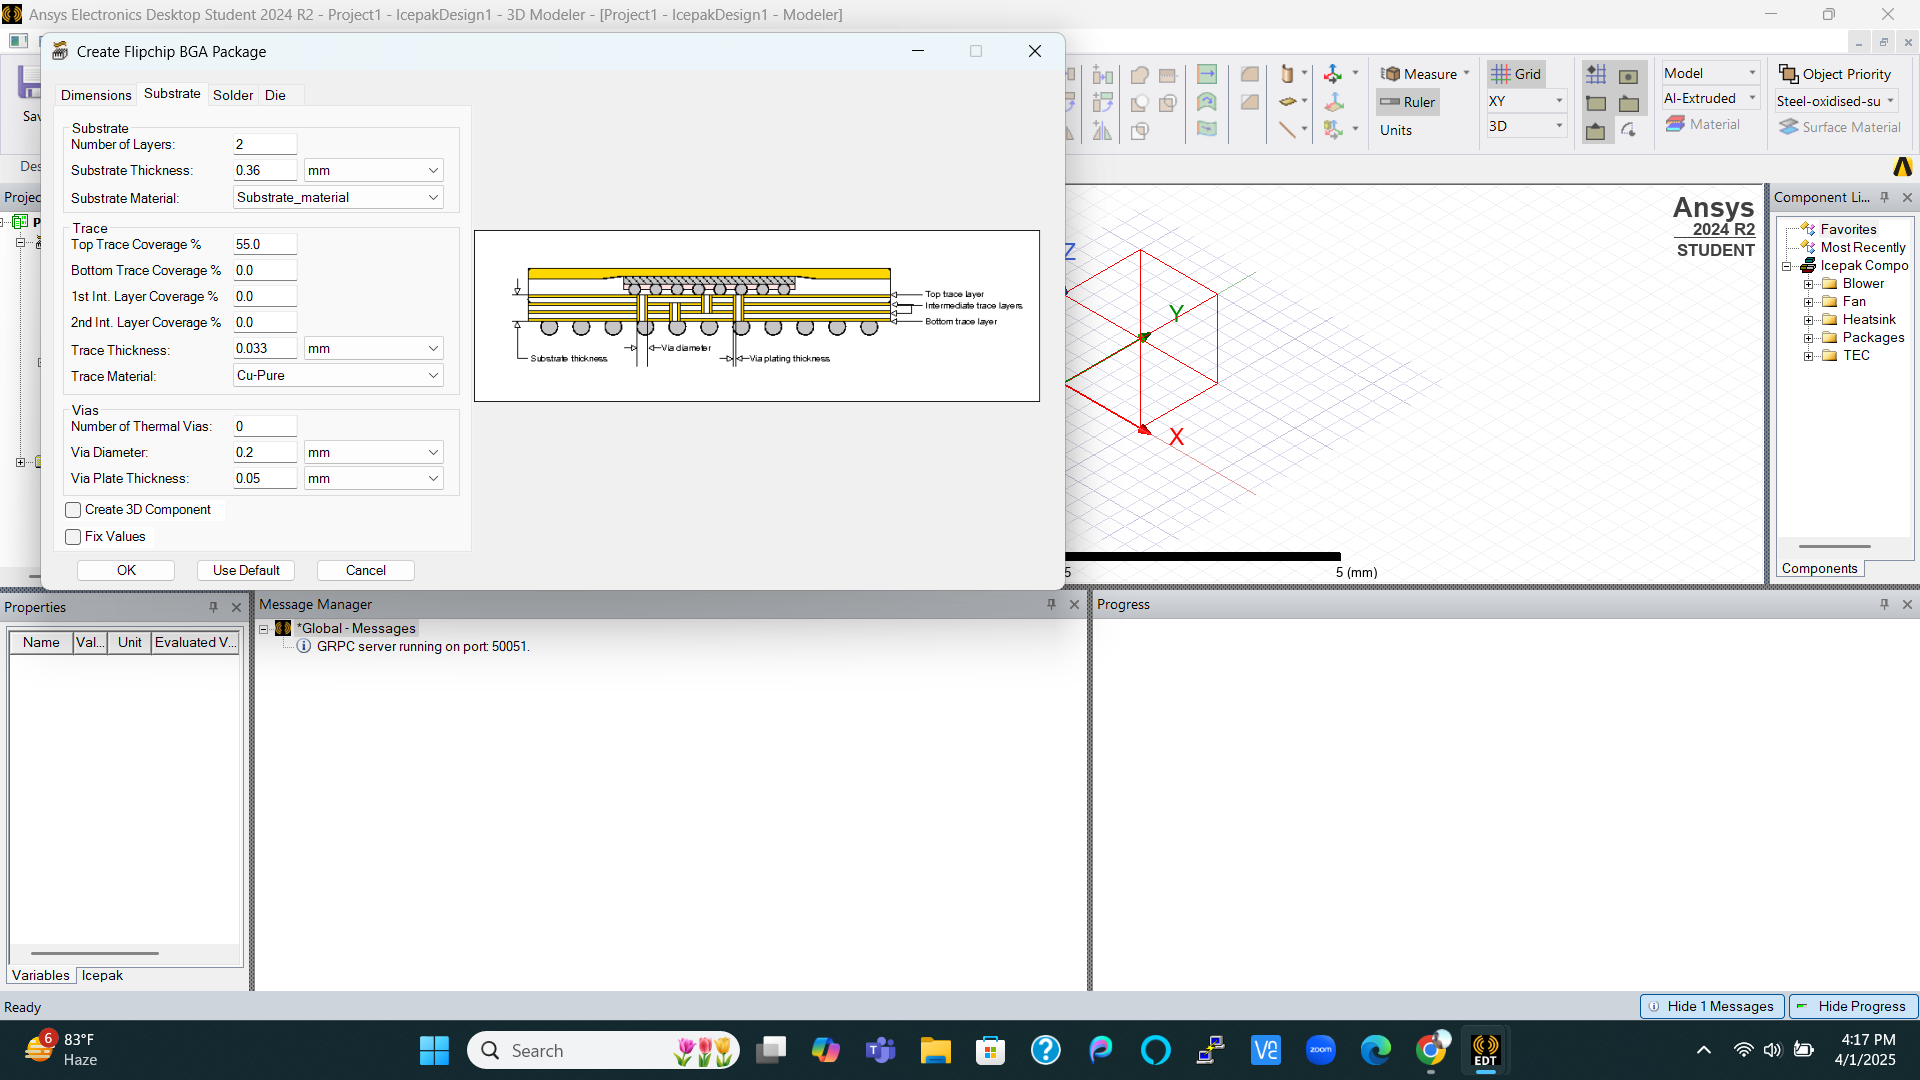 Ansys Electronics Desktop Student 2024 R2 - Project1 - IcepakDesign1 - 3D Modeler - [Project1 - IcepakDesign1 - Modeler]
Create Flipchip BGA Package
Dimensions Substrate Solder Die
Substrate
Number of Layers: 2
Substrate Thickness: 0.36 mm
Substrate Material: Substrate_material
Trace
Top Trace Coverage % 55.0
Bottom Trace Coverage % 0.0
1st Int. Layer Coverage % 0.0
2nd Int. Layer Coverage % 0.0
Trace Thickness: 0.033 mm
Trace Material: Cu-Pure
Vias
Number of Thermal Vias: 0
Via Diameter: 0.2 mm
Via Plate Thickness: 0.05 mm
Create 3D Component
Fix Values
OK Use Default Cancel
Top trace layer
Intermediate trace layers
Bottom trace layer
Via diameter
Substrate thickness
Via plating thickness
Sav
Des
Projec
P
Measure
Ruler
Units
Grid
XY
3D
Model
Al-Extruded
Material
Object Priority
Steel-oxidised-su
Surface Material
Ansys
2024 R2
STUDENT
Z
Y
X
5
5 (mm)
Component Li...
Favorites
Most Recently
Icepak Compo
Blower
Fan
Heatsink
Packages
TEC
Components
Properties
Name Val... Unit Evaluated V...
Variables Icepak
Message Manager
*Global - Messages
GRPC server running on port: 50051.
Progress
Ready
Hide 1 Messages Hide Progress
6
83°F
Haze
Search
zoom
EDT
4:17 PM
4/1/2025